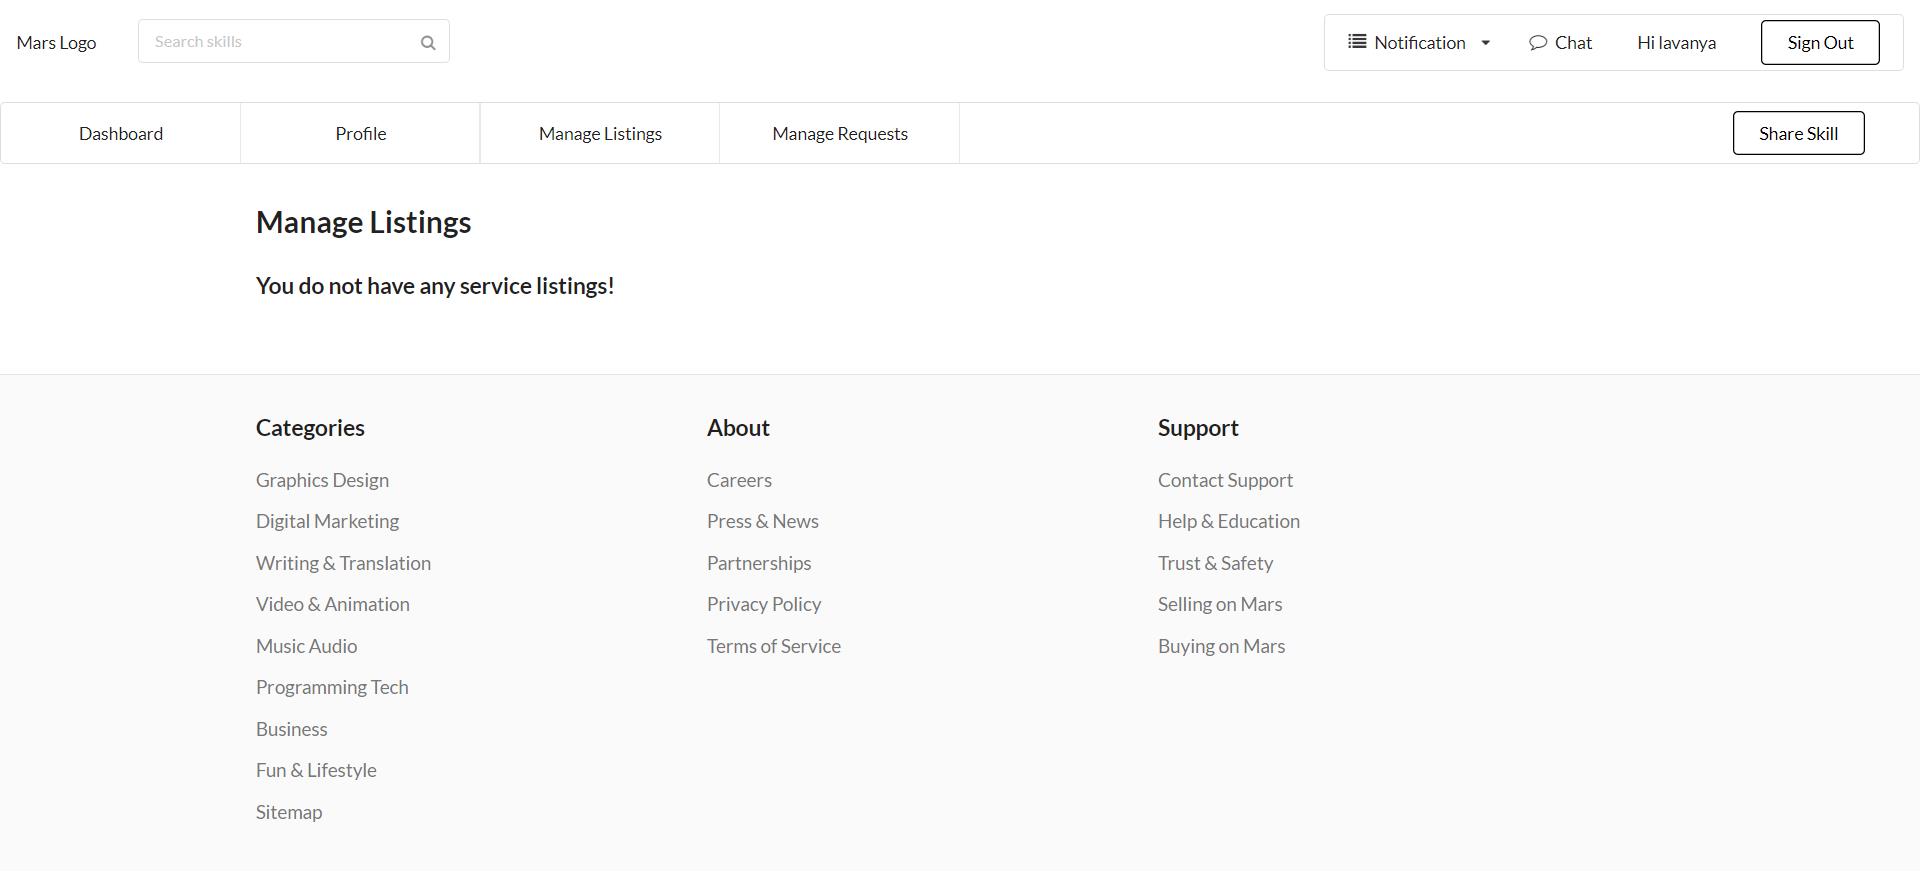 Mars Logo
Search skills
Notification
Chat
Hi lavanya
Sign Out
Dashboard
Profile
Manage Listings
Manage Requests
Share Skill
Manage Listings
You do not have any service listings!
Categories
Graphics Design
Digital Marketing
Writing & Translation
Video & Animation
Music Audio
Programming Tech
Business
Fun & Lifestyle
Sitemap
About
Careers
Press & News
Partnerships
Privacy Policy
Terms of Service
Support
Contact Support
Help & Education
Trust & Safety
Selling on Mars
Buying on Mars